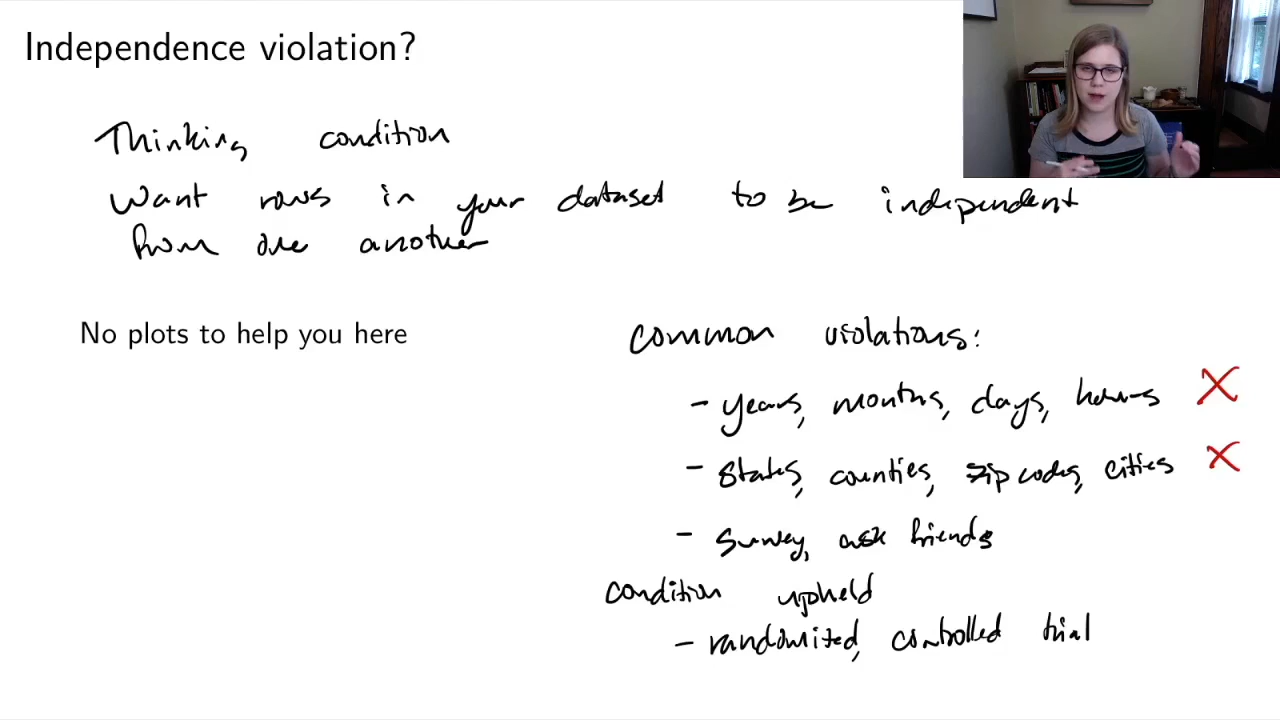 Independence violation?
Thinking condition
Want rows in your dataset to be independent
from one another
No plots to help you here
common violations:
- years, months, days, hours X
- states, counties, zip codes, cities X
- survey, ask friends
condition upheld
- randomized, controlled trial